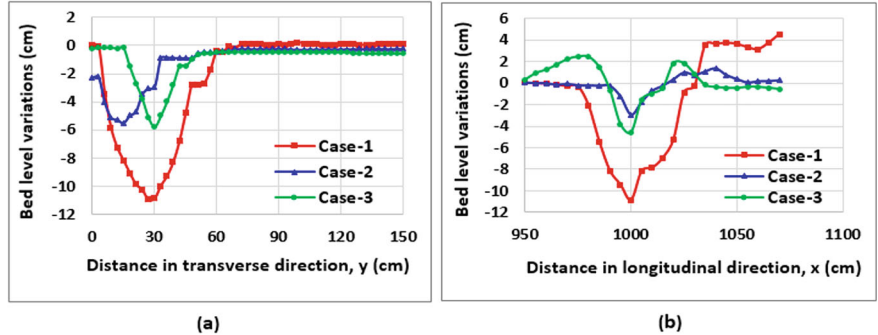 Bed level variations (cm)
2
0
-2
-4
-6
-8
-10
-12
0
30
60
90
120
150
Case-1
Case-2
Case-3
Distance in transverse direction, y (cm)
(a)
Bed level variations (cm)
6
4
2
0
-2
-4
-6
-8
-10
-12
950
1000
1050
1100
Case-1
Case-2
Case-3
Distance in longitudinal direction, x (cm)
(b)